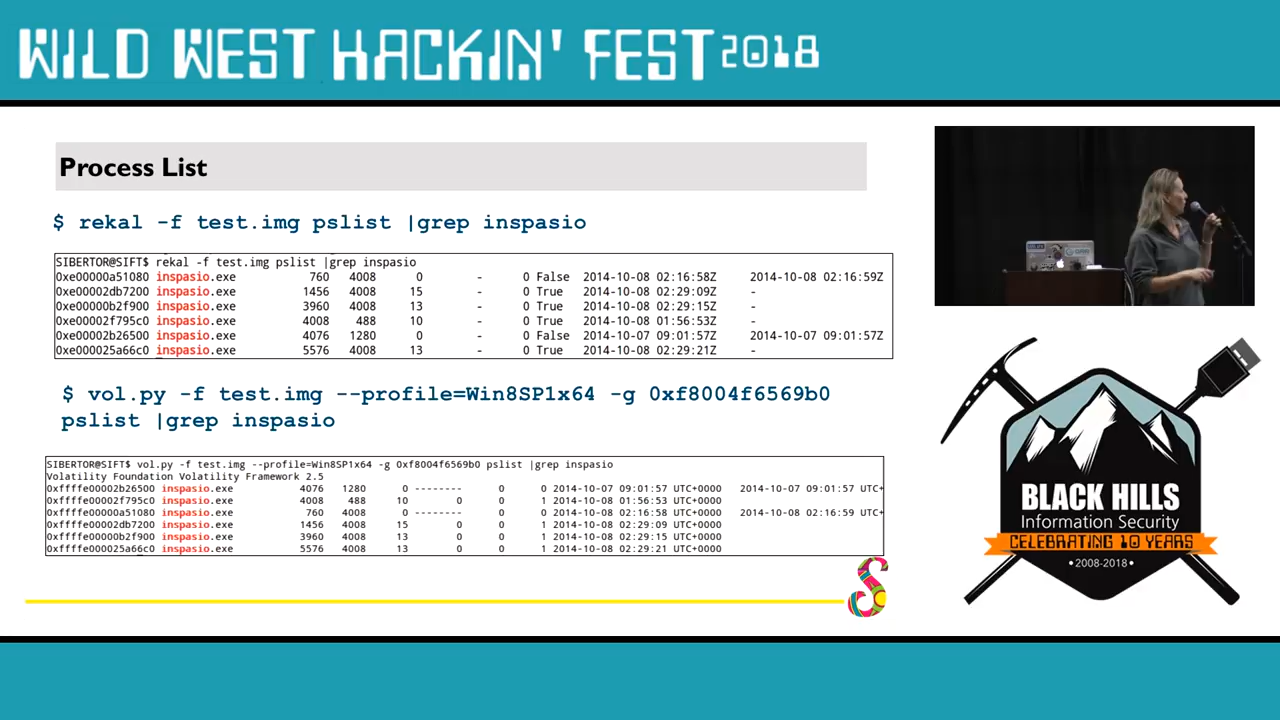 WILD WEST HACKIN' FEST 2018
Process List
$ rekal -f test.img pslist |grep inspasio
SIBERTOR@SIFT$ rekal -f test.img pslist |grep inspasio
0xe00000a51080 inspasio.exe 760 4008 0 - 0 False 2014-10-08 02:16:58Z 2014-10-08 02:16:59Z
0xe00002db7200 inspasio.exe 1456 4008 15 - 0 True 2014-10-08 02:29:09Z -
0xe00000b2f900 inspasio.exe 3960 4008 13 - 0 True 2014-10-08 02:29:15Z -
0xe00002f795c0 inspasio.exe 4008 488 10 - 0 True 2014-10-08 01:56:53Z -
0xe00002b26500 inspasio.exe 4076 1280 0 - 0 False 2014-10-07 09:01:57Z 2014-10-07 09:01:57Z
0xe000025a66c0 inspasio.exe 5576 4008 13 - 0 True 2014-10-08 02:29:21Z -
$ vol.py -f test.img --profile=Win8SP1x64 -g 0xf8004f6569b0
pslist |grep inspasio
SIBERTOR@SIFT$ vol.py -f test.img --profile=Win8SP1x64 -g 0xf8004f6569b0 pslist |grep inspasio
Volatility Foundation Volatility Framework 2.5
0xffffe00002b26500 inspasio.exe 4076 1280 0 -------- 0 0 2014-10-07 09:01:57 UTC+0000 2014-10-07 09:01:57 UTC+
0xffffe00002f795c0 inspasio.exe 4008 488 10 0 0 1 2014-10-08 01:56:53 UTC+0000
0xffffe00000a51080 inspasio.exe 760 4008 0 -------- 0 0 2014-10-08 02:16:58 UTC+0000 2014-10-08 02:16:59 UTC+
0xffffe00002db7200 inspasio.exe 1456 4008 15 0 0 1 2014-10-08 02:29:09 UTC+0000
0xffffe00000b2f900 inspasio.exe 3960 4008 13 0 0 1 2014-10-08 02:29:15 UTC+0000
0xffffe000025a66c0 inspasio.exe 5576 4008 13 0 0 1 2014-10-08 02:29:21 UTC+0000
S
BLACK HILLS
Information Security
CELEBRATING 10 YEARS
•2008-2018•